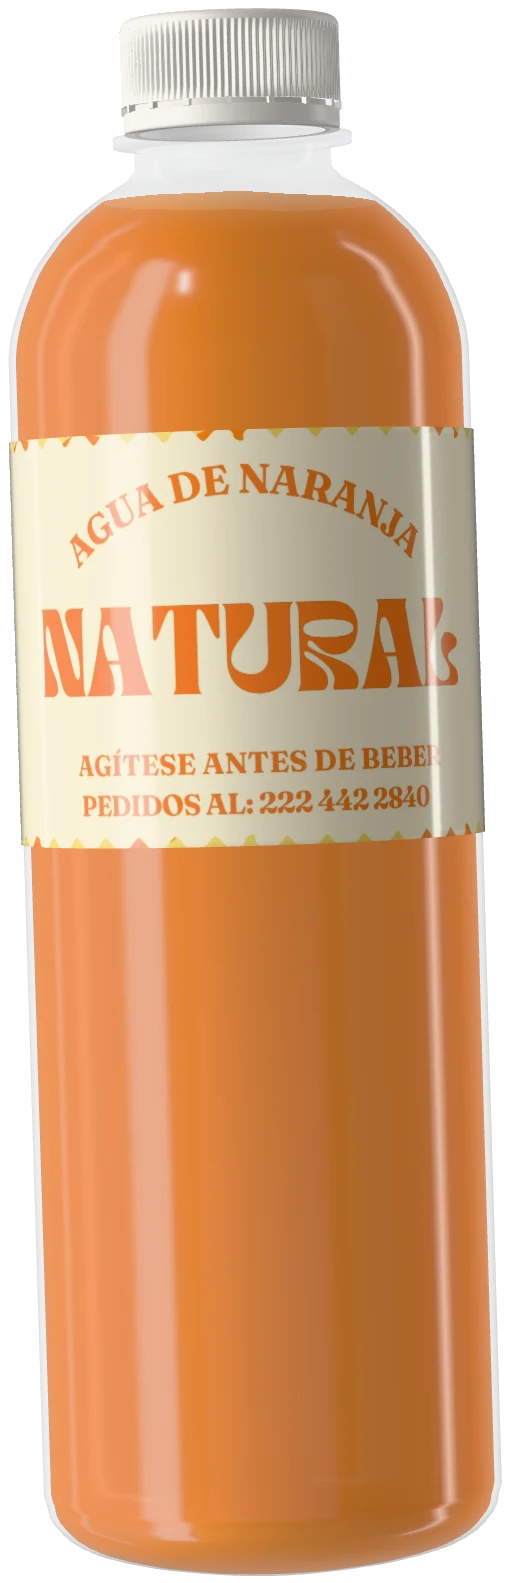 AGUA DE NARANJA
NATURAL
AGÍTESE ANTES DE BEBER
PEDIDOS AL: 222 442 2840